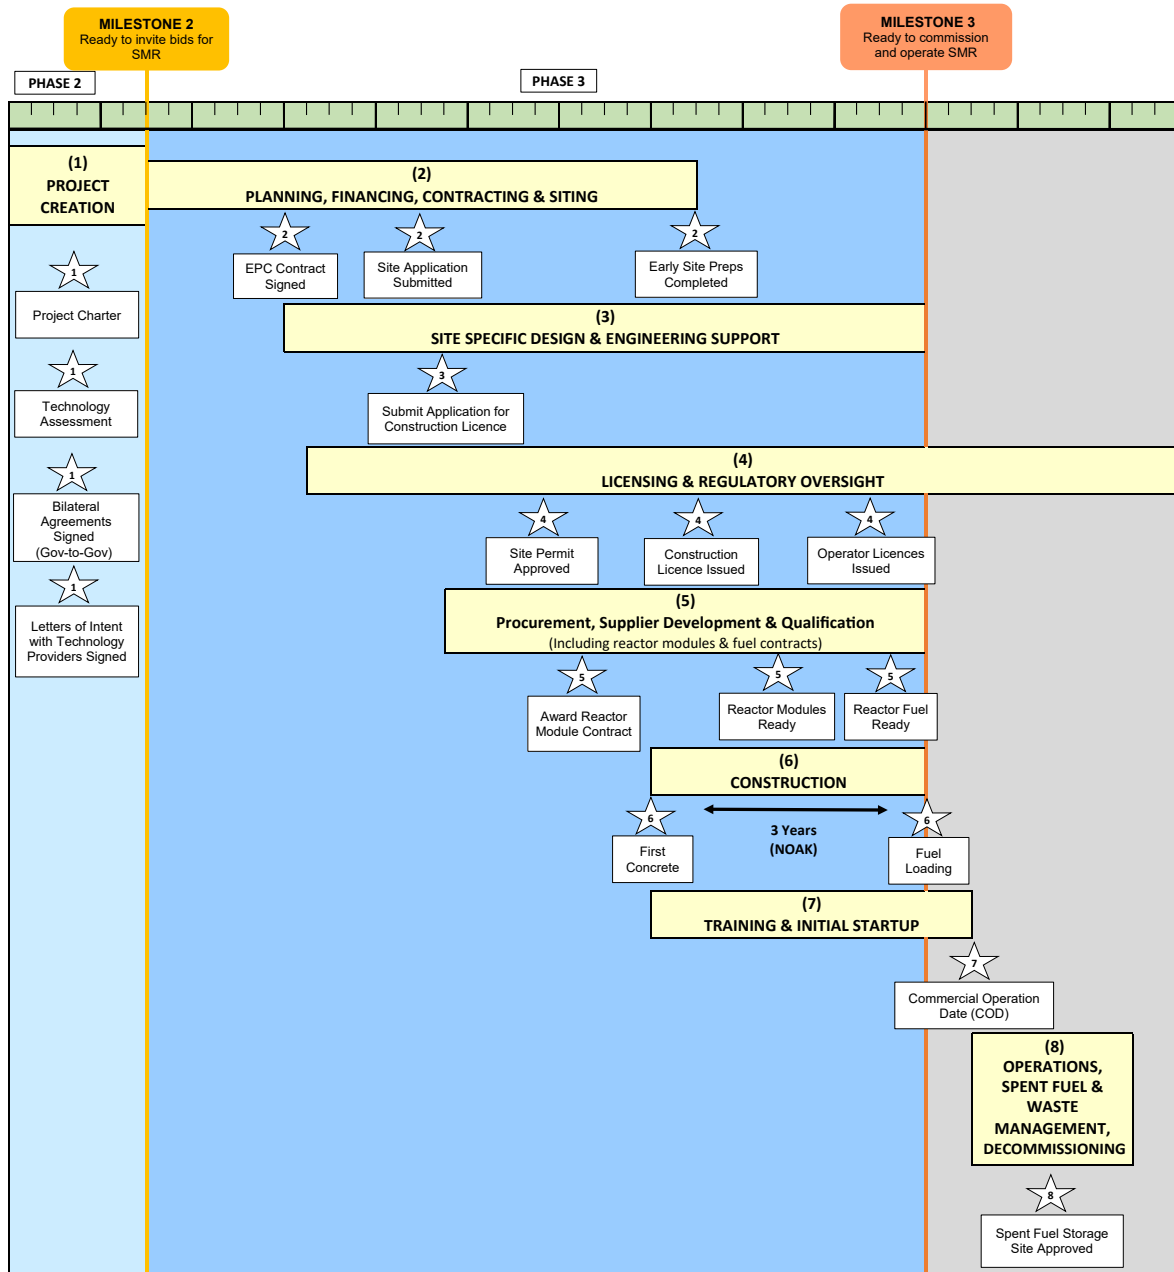 MILESTONE 2
Ready to invite bids for
SMR
MILESTONE 3
Ready to commission
and operate SMR
PHASE 2
PHASE 3
(1)
PROJECT
CREATION
(2)
PLANNING, FINANCING, CONTRACTING & SITING
2
EPC Contract
Signed
2
Site Application
Submitted
2
Early Site Preps
Completed
1
Project Charter
(3)
SITE SPECIFIC DESIGN & ENGINEERING SUPPORT
1
Technology
Assessment
3
Submit Application for
Construction Licence
(4)
LICENSING & REGULATORY OVERSIGHT
1
Bilateral
Agreements
Signed
(Gov-to-Gov)
4
Site Permit
Approved
4
Construction
Licence Issued
4
Operator Licences
Issued
1
Letters of Intent
with Technology
Providers Signed
(5)
Procurement, Supplier Development & Qualification
(Including reactor modules & fuel contracts)
5
Award Reactor
Module Contract
5
Reactor Modules
Ready
5
Reactor Fuel
Ready
(6)
CONSTRUCTION
6
First
Concrete
3 Years
(NOAK)
6
Fuel
Loading
(7)
TRAINING & INITIAL STARTUP
7
Commercial Operation
Date (COD)
(8)
OPERATIONS,
SPENT FUEL &
WASTE
MANAGEMENT,
DECOMMISSIONING
8
Spent Fuel Storage
Site Approved